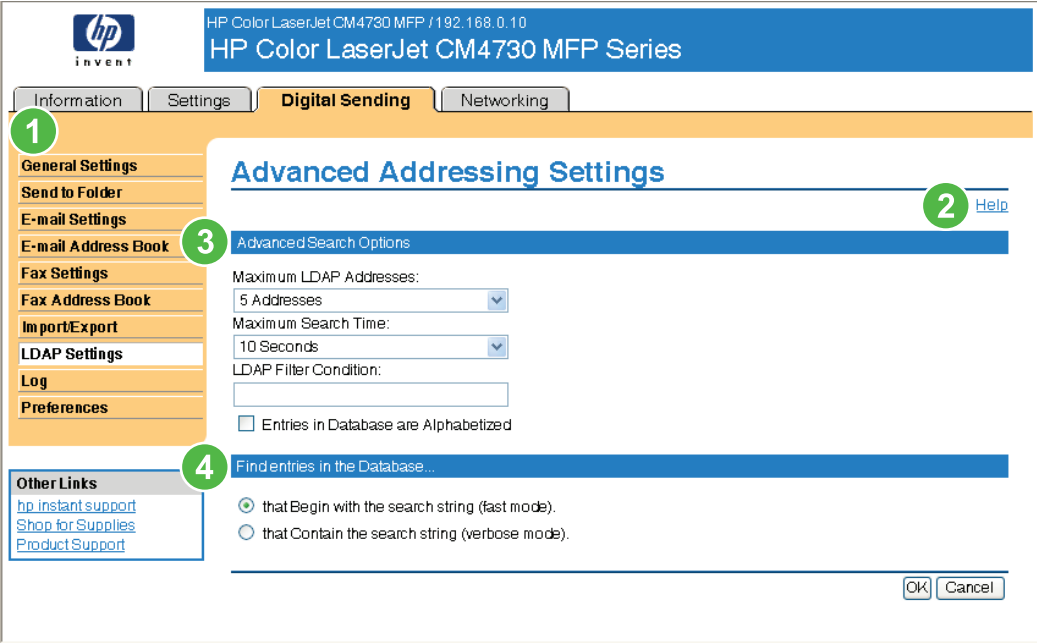 hp
invent
HP Color LaserJet CM4730 MFP / 192.168.0.10
HP Color LaserJet CM4730 MFP Series
Information
Settings
Digital Sending
Networking
1
General Settings
Send to Folder
E-mail Settings
E-mail Address Book
Fax Settings
Fax Address Book
Import/Export
LDAP Settings
Log
Preferences
Other Links
hp instant support
Shop for Supplies
Product Support
Advanced Addressing Settings
2
Help
3
Advanced Search Options
Maximum LDAP Addresses:
5 Addresses
Maximum Search Time:
10 Seconds
LDAP Filter Condition:
Entries in Database are Alphabetized
4
Find entries in the Database...
that Begin with the search string (fast mode).
that Contain the search string (verbose mode).
OK
Cancel